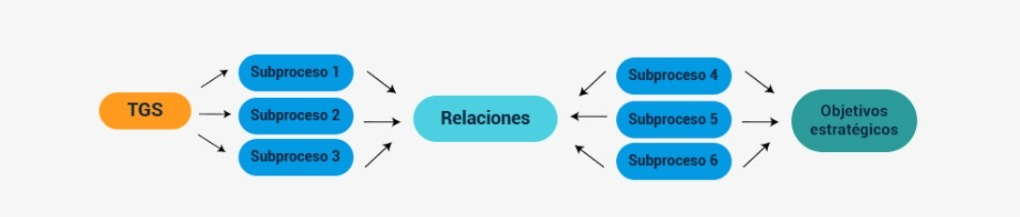 TGS
Subproceso 1
Subproceso 2
Subproceso 3
Relaciones
Subproceso 4
Subproceso 5
Subproceso 6
Objetivos
estratégicos